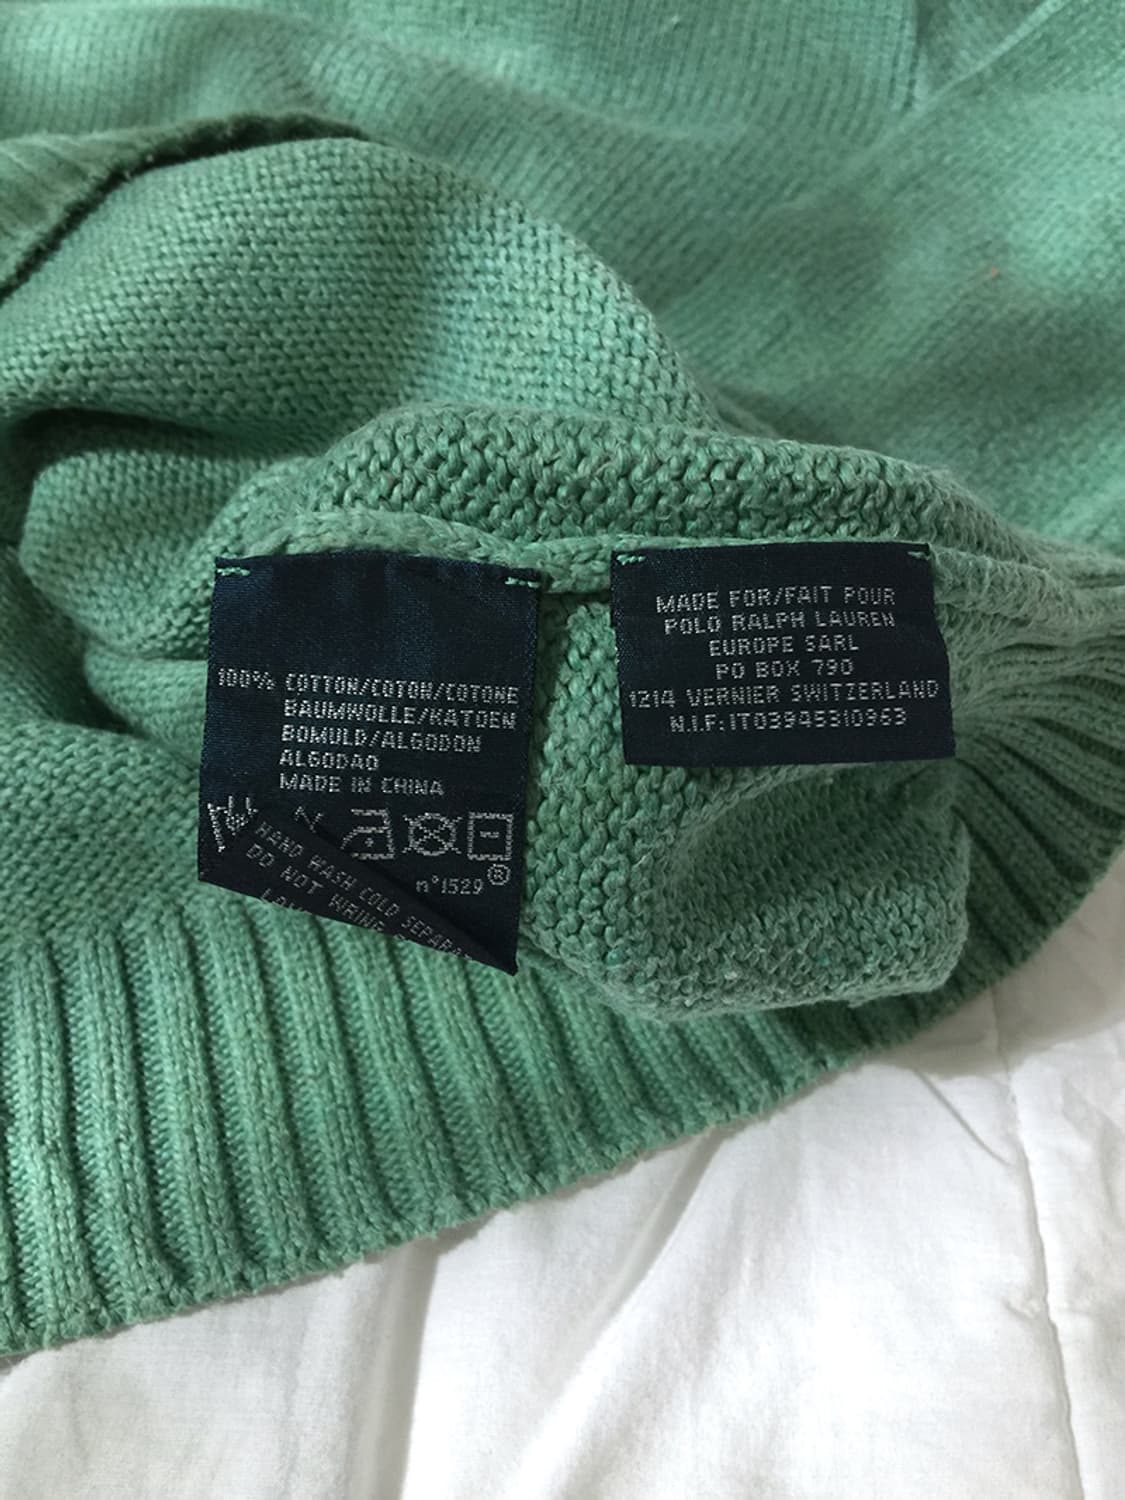 100% COTTON/COTON/COTONE
BAUMWOLLE/KATOEN
BOMULD/ALGODON
ALGODAO
MADE IN CHINA
n°1529 ®
HAND WASH COLD
DO NOT WRING
MADE FOR/FAIT POUR
POLO RALPH LAUREN
EUROPE SARL
PO BOX 790
1214 VERNIER SWITZERLAND
N.I.F:IT03945310963